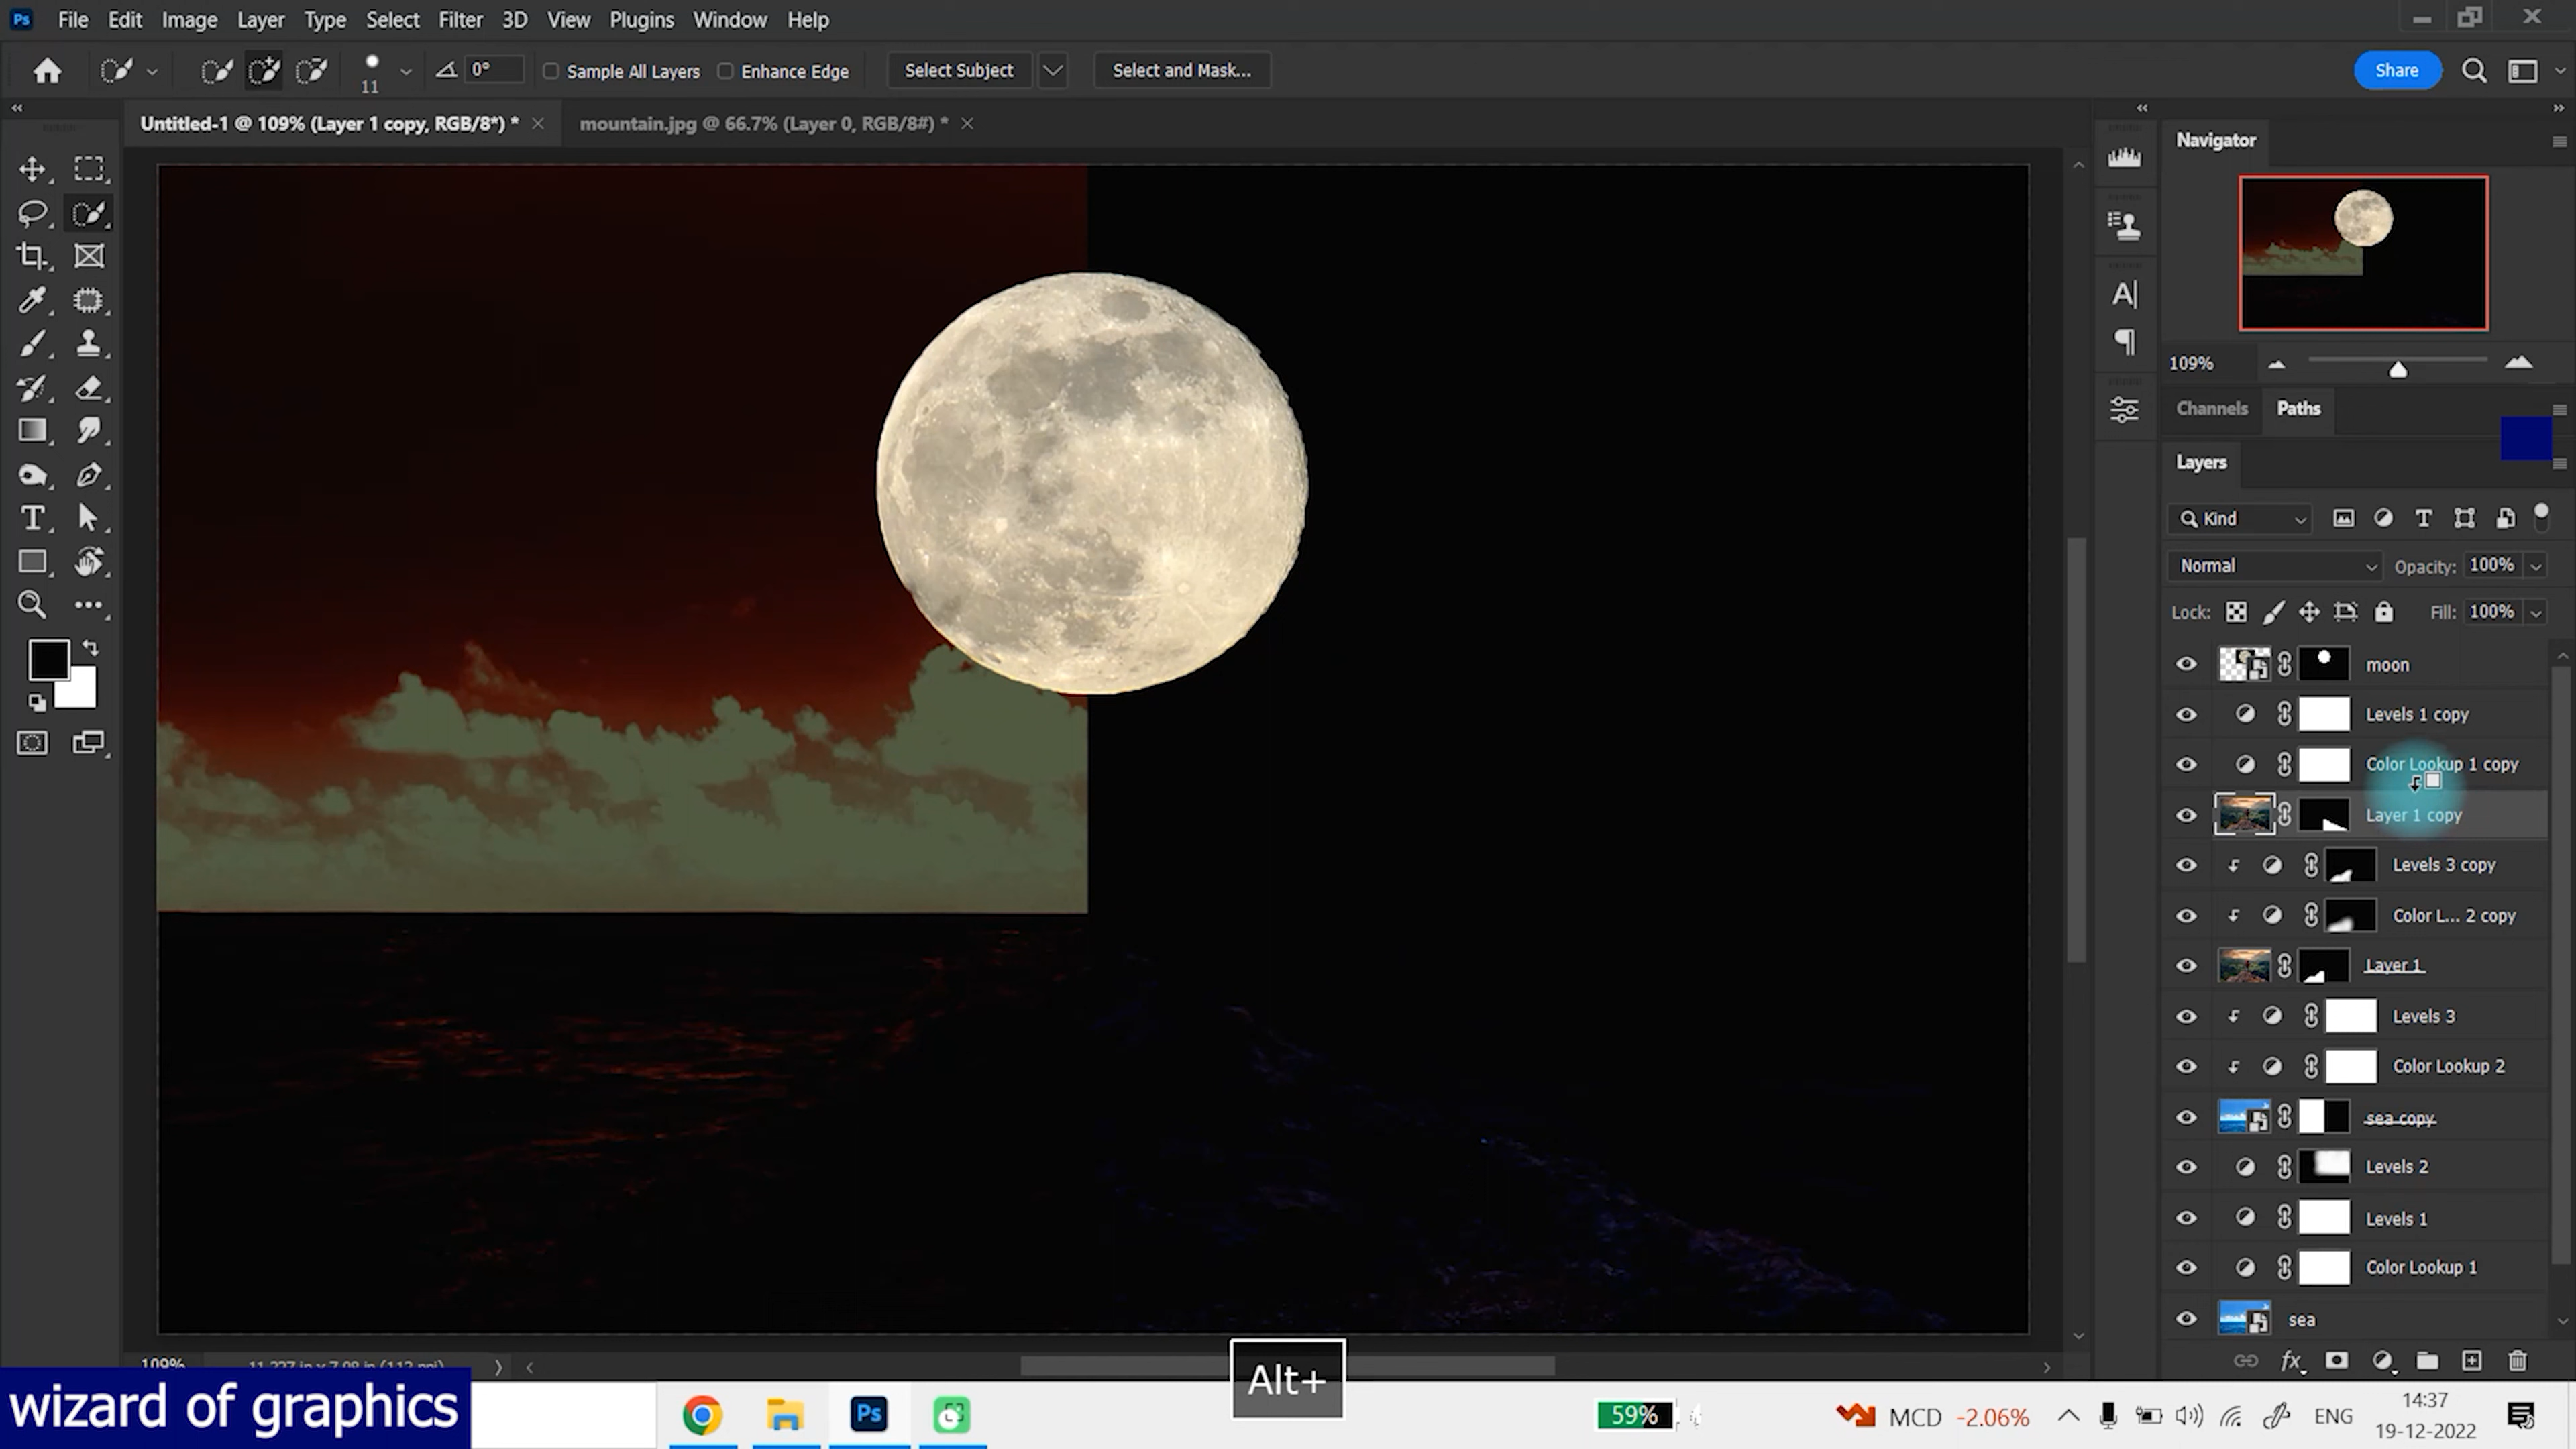 Ps File Edit Image Layer Select Type Filter 3D View Plugins Window Help
11 0° Sample All Layers Enhance Edge Select Subject Select and Mask... Share
Untitled-1 @ 109% (Layer 1 copy, RGB/8*) * mountain.jpg @ 66.7% (Layer 0, RGB/8#) *
Navigator
109%
Channels Paths
Layers
Kind
Normal Opacity: 100%
Lock: Fill: 100%
moon
Levels 1 copy
Color Lookup 1 copy
Layer 1 copy
Levels 3 copy
Color L... 2 copy
Layer 1
Levels 3
Color Lookup 2
sea copy
Levels 2
Levels 1
Color Lookup 1
sea
109%
Alt+
wizard of graphics
Ps
59%
MCD -2.06%
ENG
14:37
19-12-2022